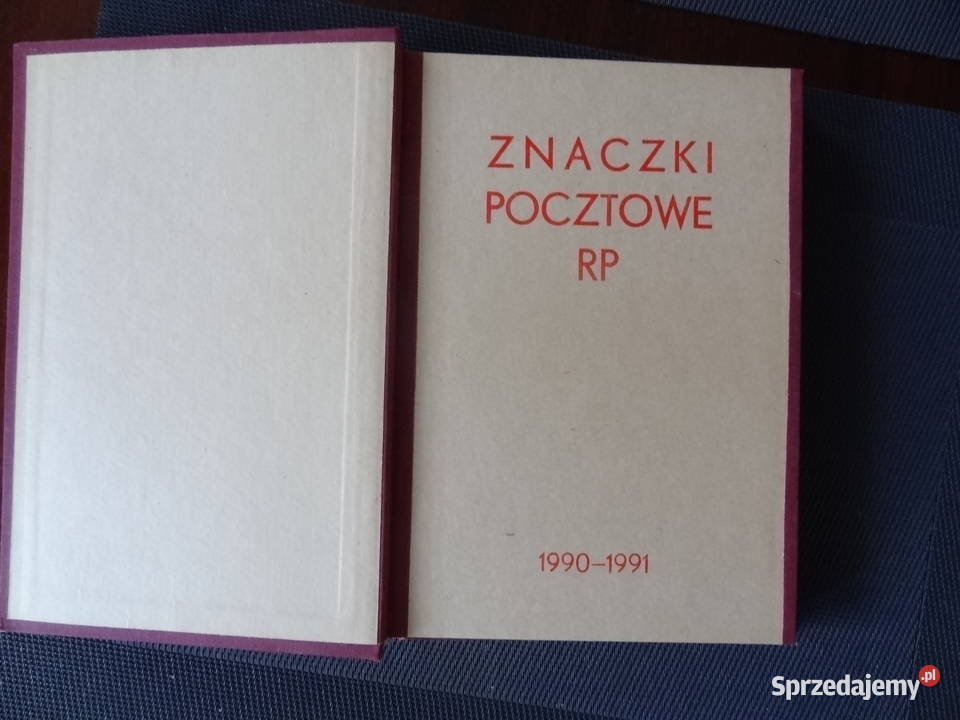 ZNACZKI
POCZTOWE
RP
1990-1991
Sprzedajemy.pl